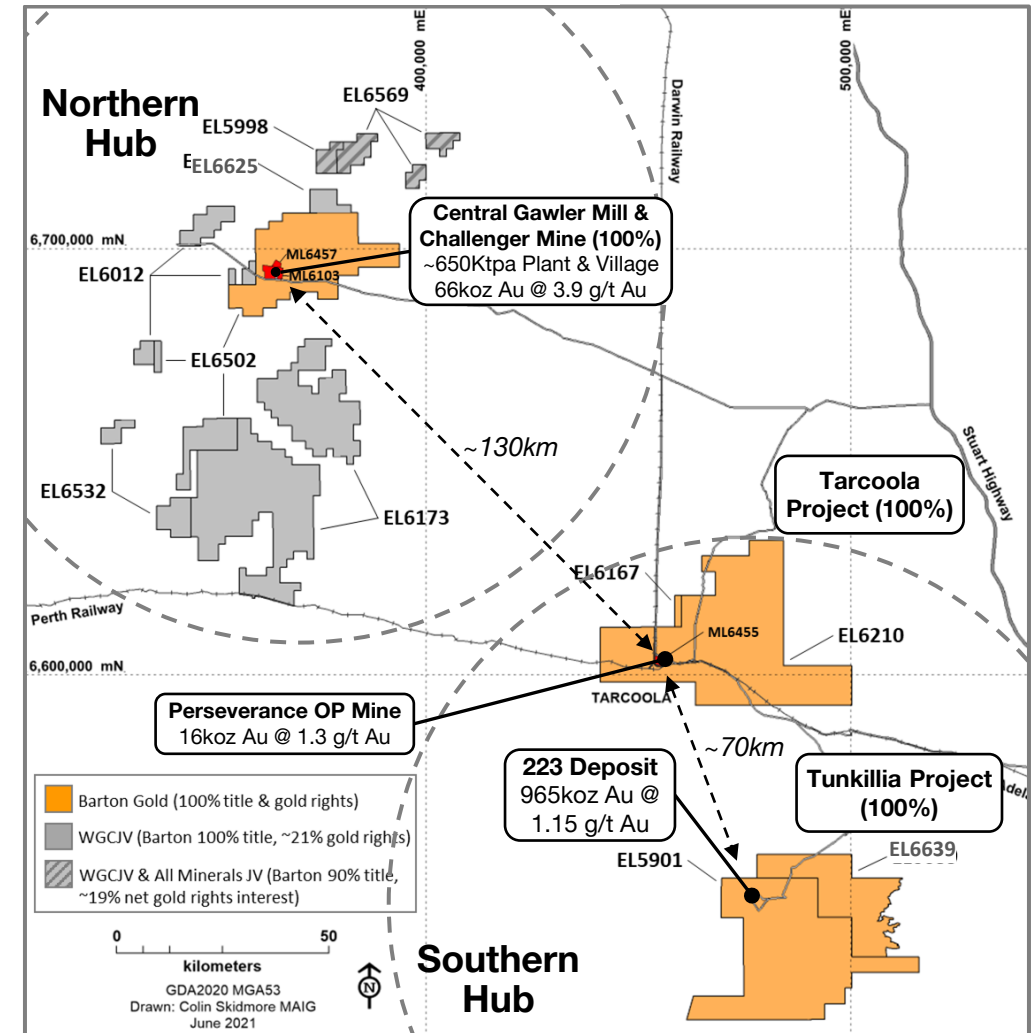 400,000 mE
500,000 mE
Northern
Hub
EL6569
EL5998
Darwin Railway
E
EL6625
Central Gawler Mill &
Challenger Mine (100%)
~650Ktpa Plant & Village
66koz Au @ 3.9 g/t Au
6,700,000 mN
ML6457
ML6103
EL6012
EL6502
Stuart Highway
~130km
Tarcoola
Project (100%)
EL6532
EL6173
EL6167
Perth Railway
ML6455
EL6210
6,600,000 mN
TARCOOLA
Perseverance OP Mine
16koz Au @ 1.3 g/t Au
~70km
223 Deposit
965koz Au @
1.15 g/t Au
Tunkillia Project
(100%)
Adel
EL5901
EL6639
Barton Gold (100% title & gold rights)
WGCJV (Barton 100% title, ~21% gold rights)
WGCJV & All Minerals JV (Barton 90% title,
~19% net gold rights interest)
0 50
kilometers
GDA2020 MGA53
Drawn: Colin Skidmore MAIG
June 2021
N
Southern
Hub